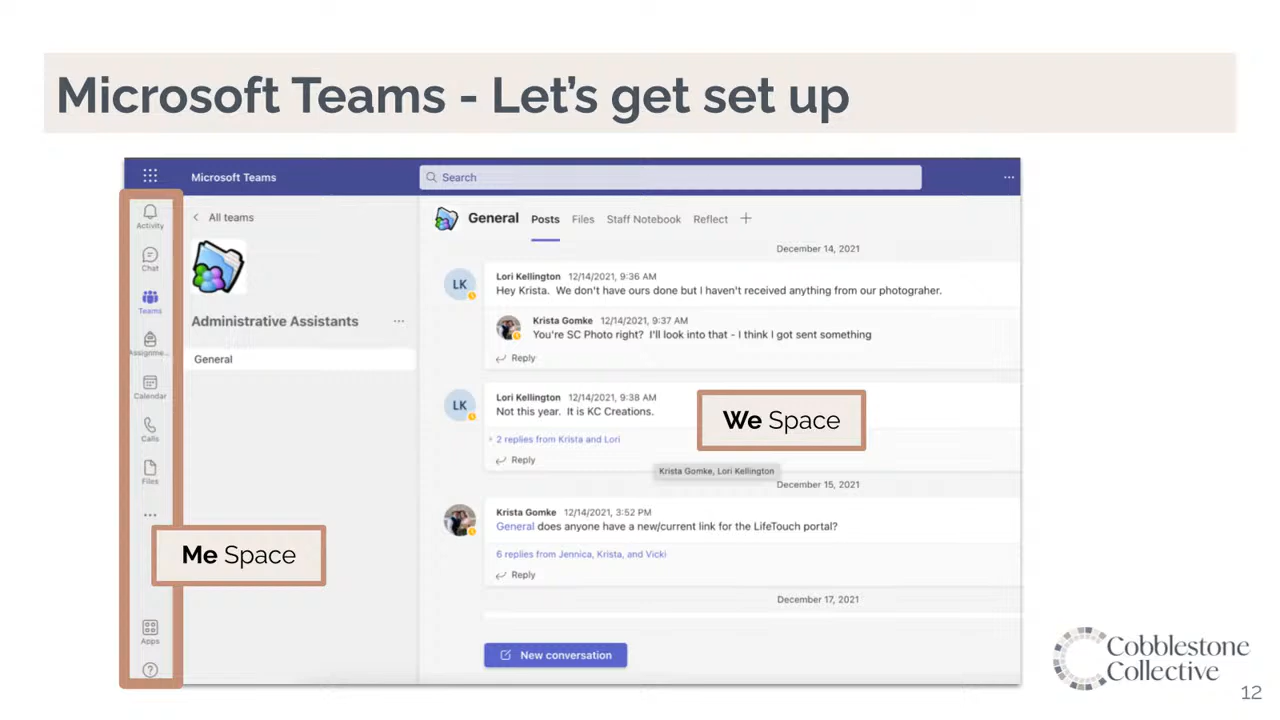 Microsoft Teams - Let's get set up
Microsoft Teams
Search
Activity
Chat
Teams
Assignme...
Calendar
Calls
Files
Apps
All teams
Administrative Assistants
General
General Posts Files Staff Notebook Reflect
December 14, 2021
LK
Lori Kellington 12/14/2021, 9:36 AM
Hey Krista. We don't have ours done but I haven't received anything from our photograher.
Krista Gomke 12/14/2021, 9:37 AM
You're SC Photo right? I'll look into that - I think I got sent something
Reply
LK
Lori Kellington 12/14/2021, 9:38 AM
Not this year. It is KC Creations.
2 replies from Krista and Lori
Reply
We Space
Krista Gomke, Lori Kellington
December 15, 2021
Krista Gomke 12/14/2021, 3:52 PM
General does anyone have a new/current link for the LifeTouch portal?
6 replies from Jennica, Krista, and Vicki
Reply
Me Space
December 17, 2021
New conversation
Cobblestone
Collective
12